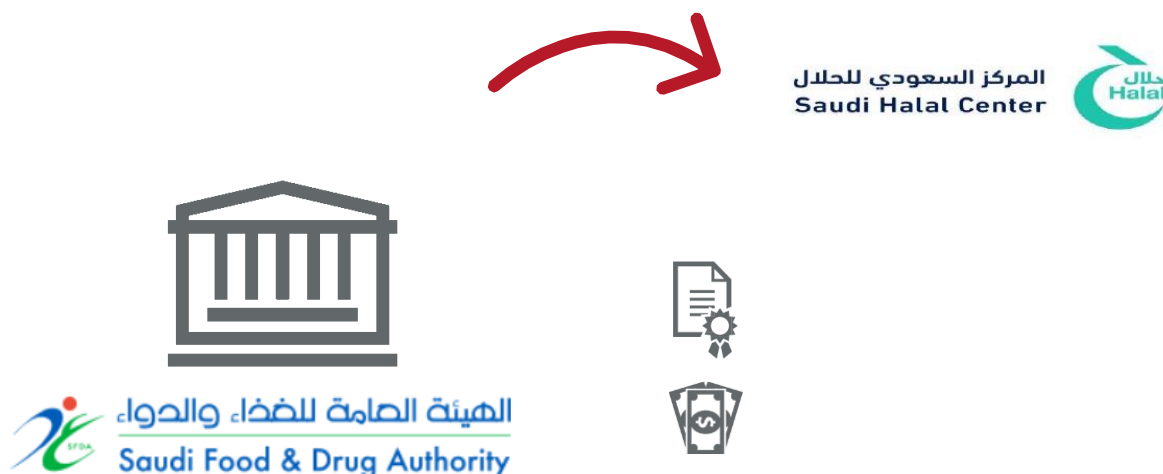 المركز السعودي للحلال
Saudi Halal Center
حلال
Halal
الهيئة العامة للغذاء والدواء
SFDA
Saudi Food & Drug Authority